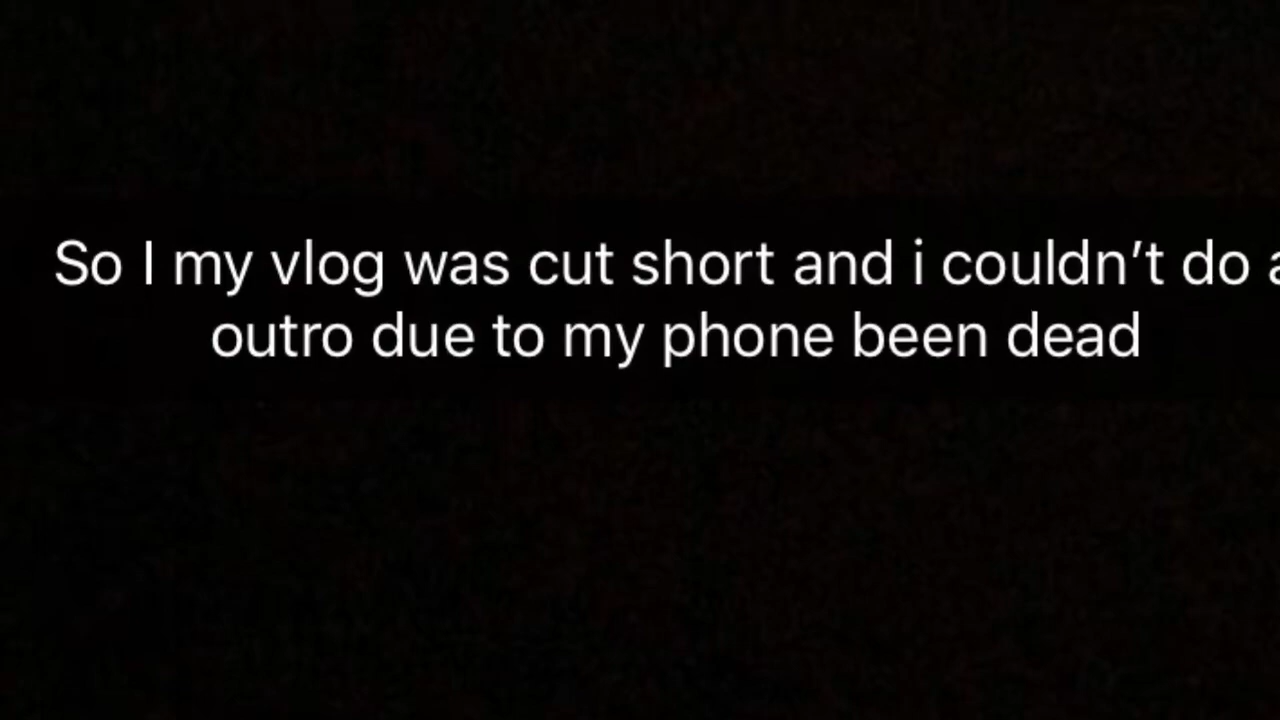 So I my vlog was cut short and i couldn’t do a
outro due to my phone been dead